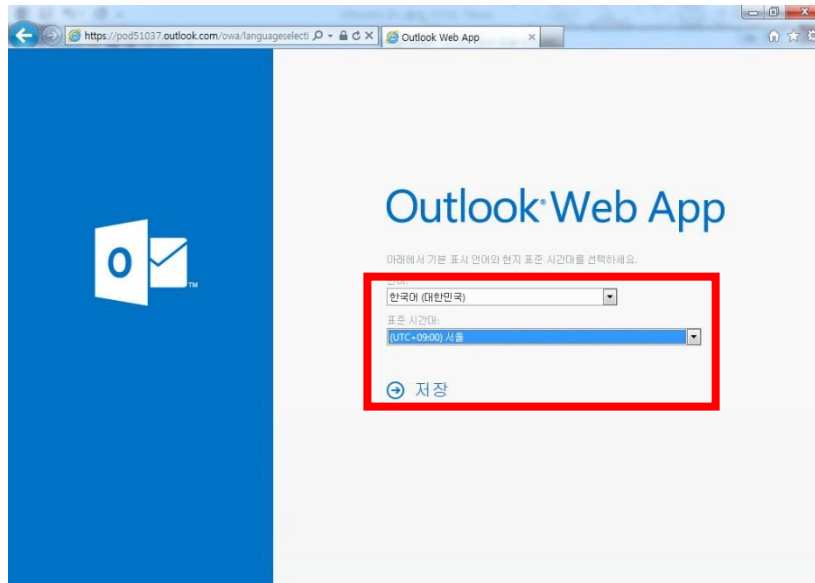 https://pod51037.outlook.com/owa/languageselecti
Outlook Web App
Outlook Web App
아래에서 기본 표시 언어와 현지 표준 시간대를 선택하세요.
한국어 (대한민국)
표준 시간대:
(UTC+09:00) 서울
저장
O
TM